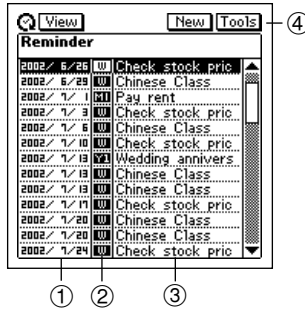 View New Tools ④
Reminder
2002/ 6/26 W Check stock pric
2002/ 6/29 W Chinese Class
2002/ 7/ 1 M1 Pay rent
2002/ 7/ 3 W Check stock pric
2002/ 7/ 6 W Chinese Class
2002/ 7/10 W Check stock pric
2002/ 7/13 Y1 Wedding annivers
2002/ 7/13 W Chinese Class
2002/ 7/13 W Chinese Class
2002/ 7/17 W Check stock pric
2002/ 7/20 W Chinese Class
2002/ 7/20 W Chinese Class
2002/ 7/24 W Check stock pric
① ② ③